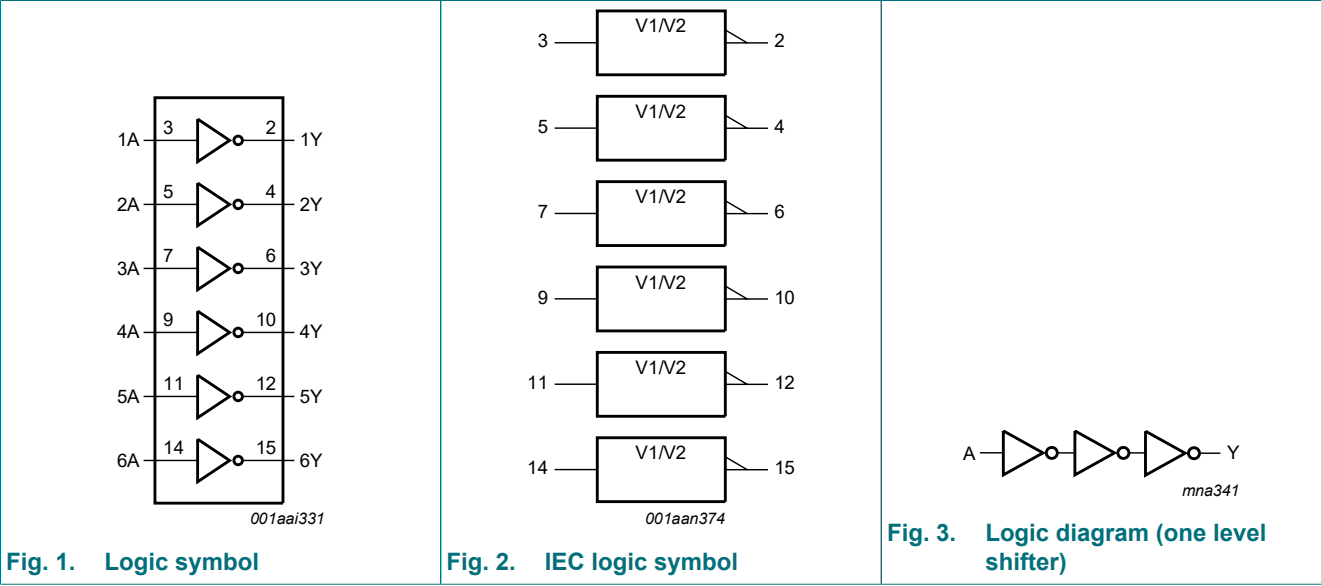 1A 3 2 1Y
2A 5 4 2Y
3A 7 6 3Y
4A 9 10 4Y
5A 11 12 5Y
6A 14 15 6Y
001aai331
Fig. 1. Logic symbol
V1/V2
3 2
V1/V2
5 4
V1/V2
7 6
V1/V2
9 10
V1/V2
11 12
V1/V2
14 15
001aan374
Fig. 2. IEC logic symbol
A Y
mna341
Fig. 3. Logic diagram (one level
shifter)